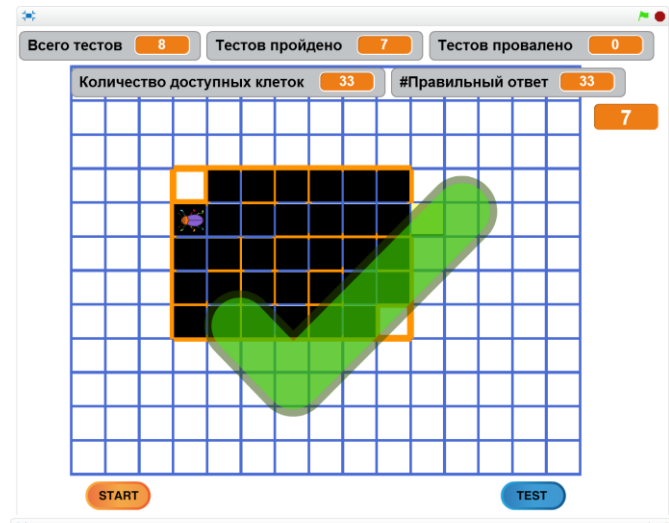 Всего тестов 8 Тестов пройдено 7 Тестов провалено 0
Количество доступных клеток 33 #Правильный ответ 33
7
START TEST